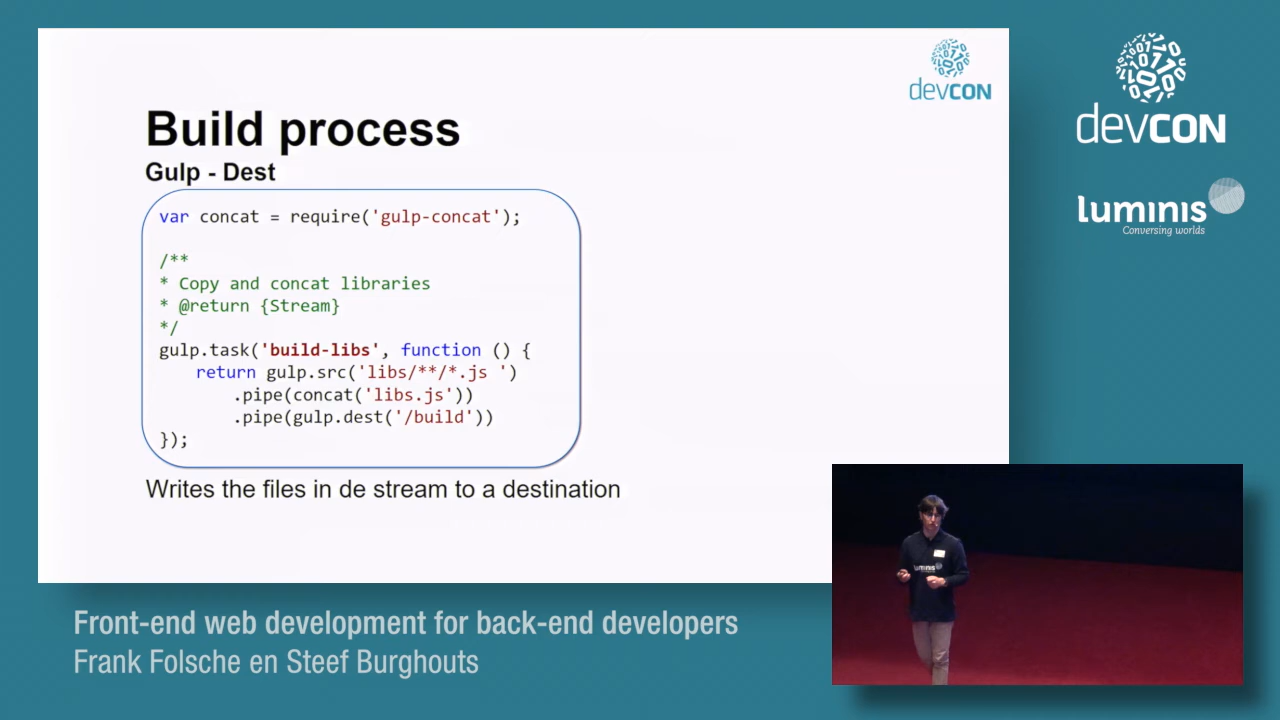 devcon
Build process
Gulp - Dest
var concat = require('gulp-concat');
/**
* Copy and concat libraries
* @return {Stream}
*/
gulp.task('build-libs', function () {
return gulp.src('libs/**/*.js ')
.pipe(concat('libs.js'))
.pipe(gulp.dest('/build'))
});
Writes the files in de stream to a destination
devcon
luminis
Conversing worlds
luminis
Front-end web development for back-end developers
Frank Folsche en Steef Burghouts